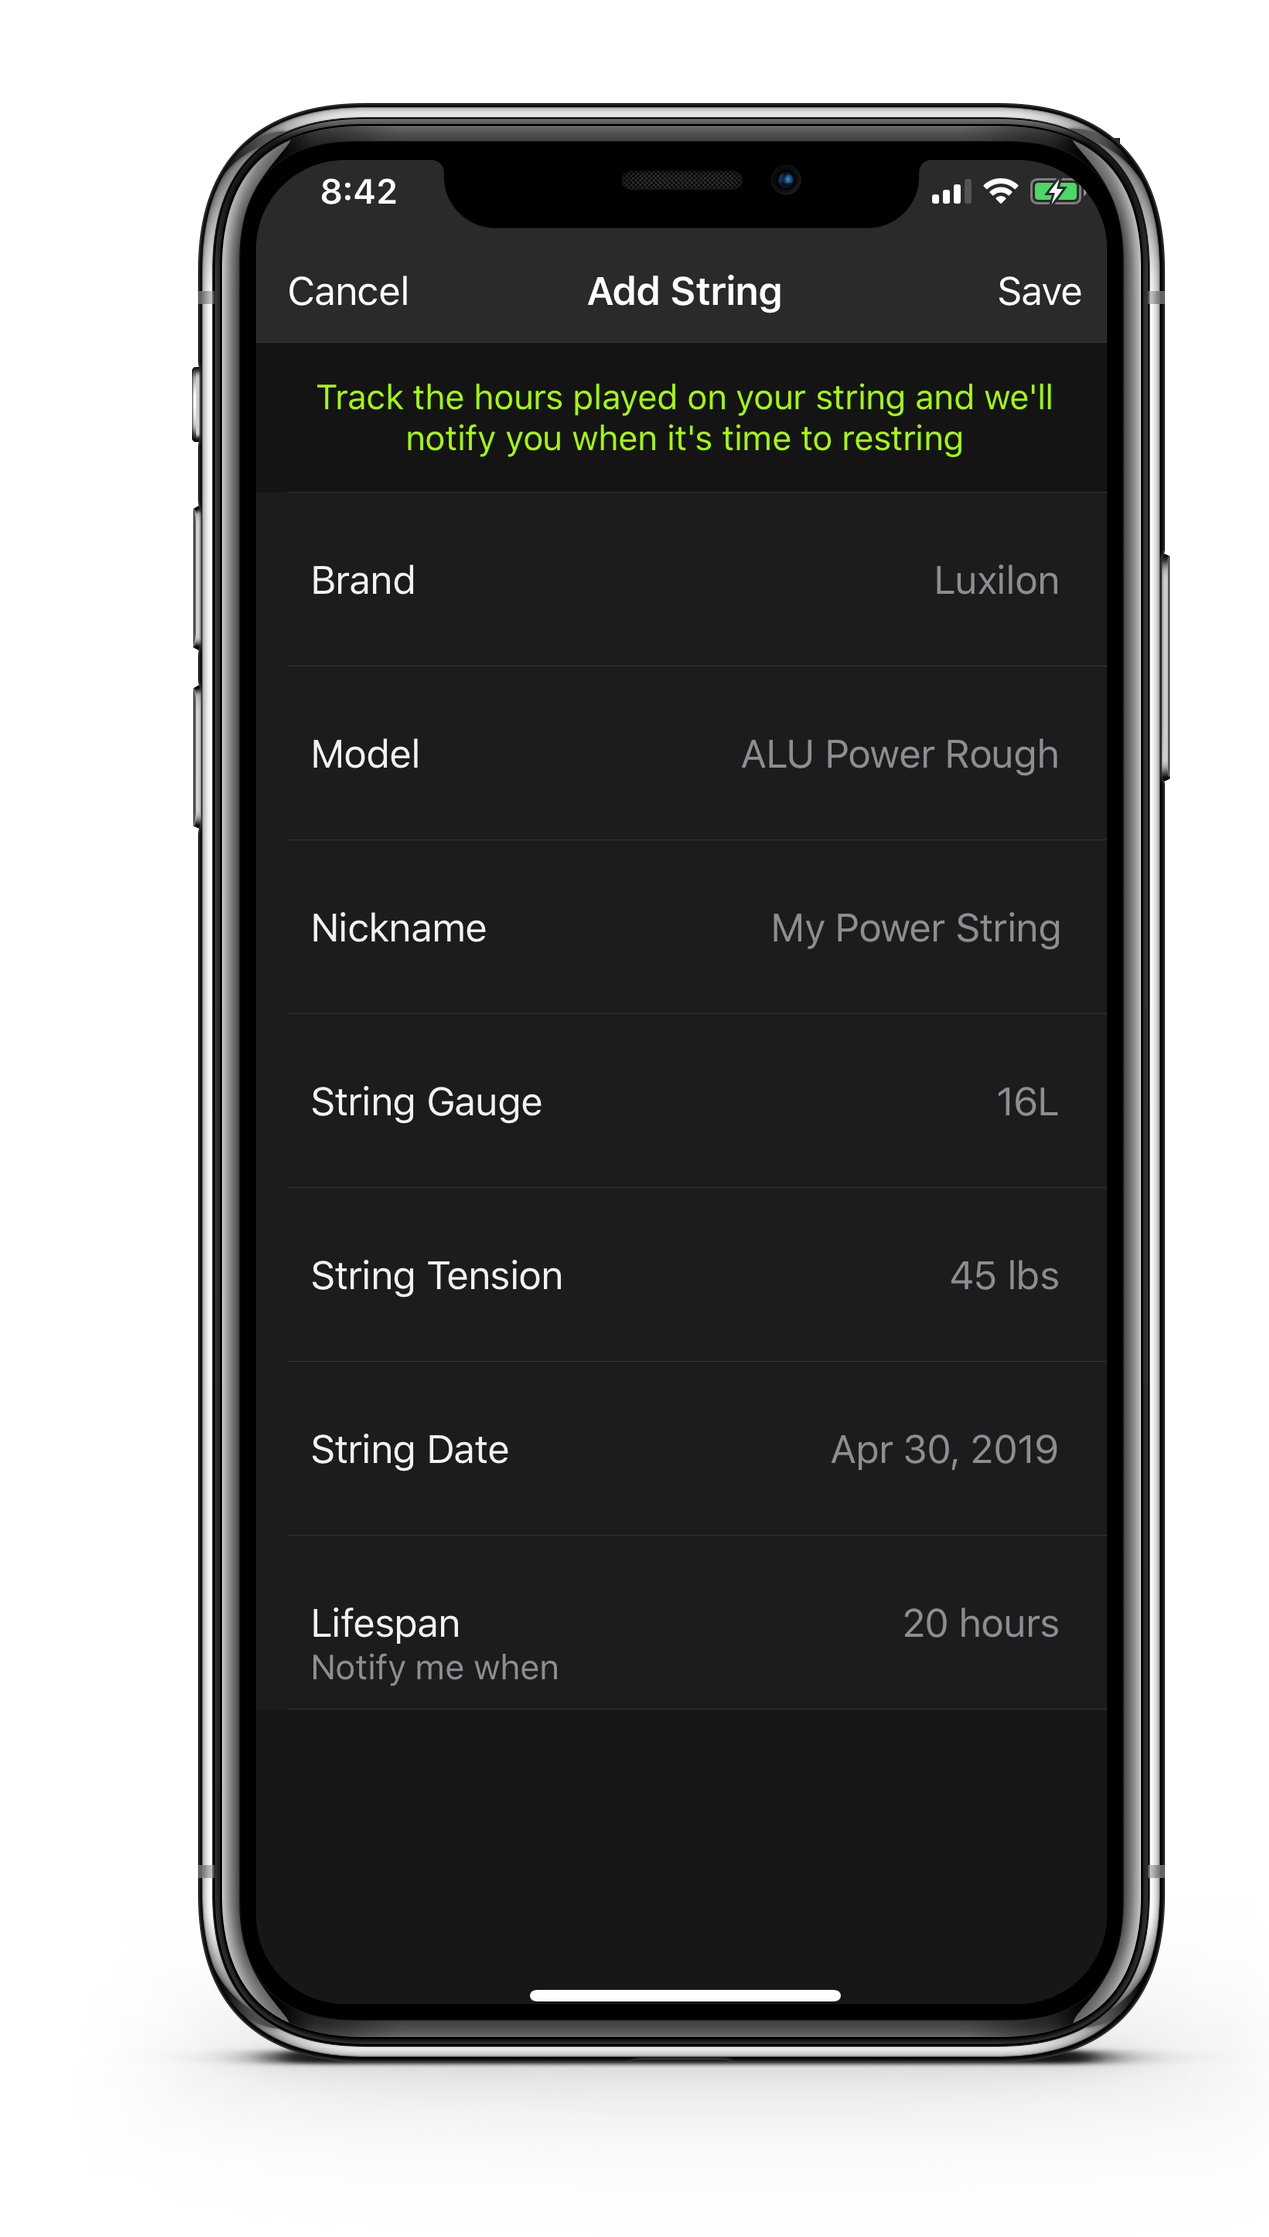 8:42
Cancel Add String Save
Track the hours played on your string and we'll
notify you when it's time to restring
Brand Luxilon
Model ALU Power Rough
Nickname My Power String
String Gauge 16L
String Tension 45 lbs
String Date Apr 30, 2019
Lifespan 20 hours
Notify me when